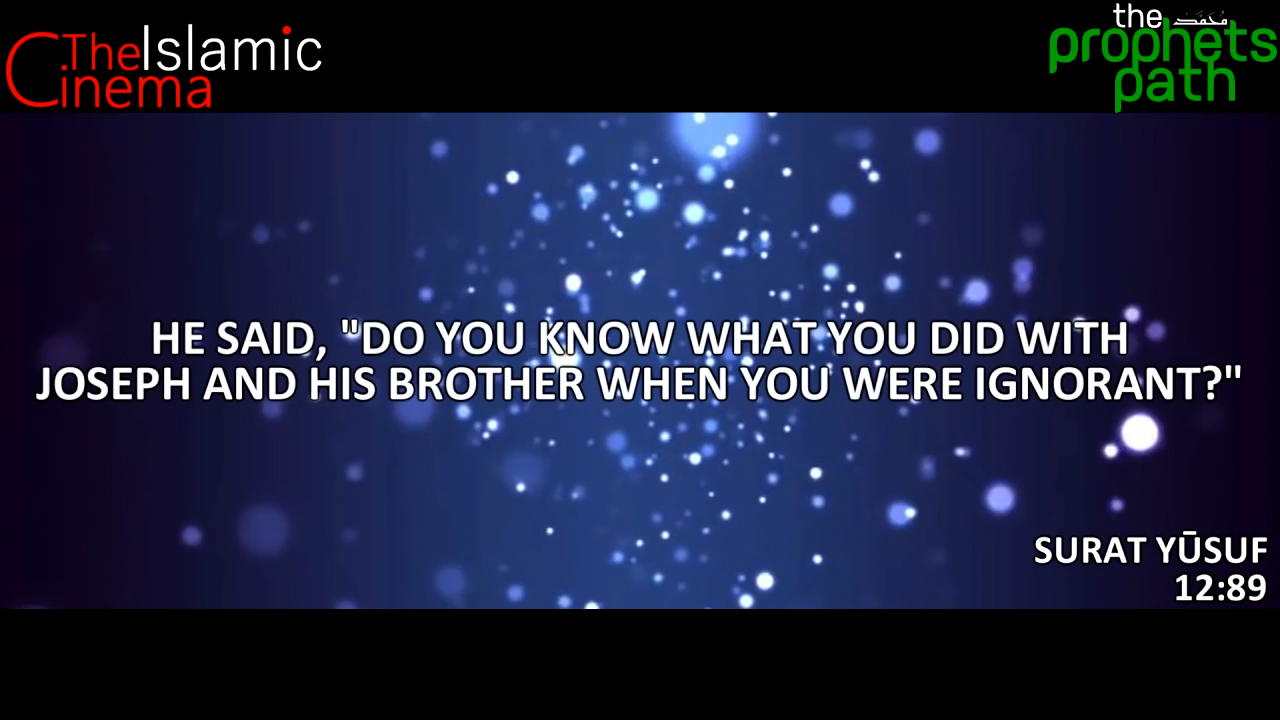 The Islamic
Cinema
the محمد
prophets
path
HE SAID, "DO YOU KNOW WHAT YOU DID WITH
JOSEPH AND HIS BROTHER WHEN YOU WERE IGNORANT?"
SURAT YŪSUF
12:89